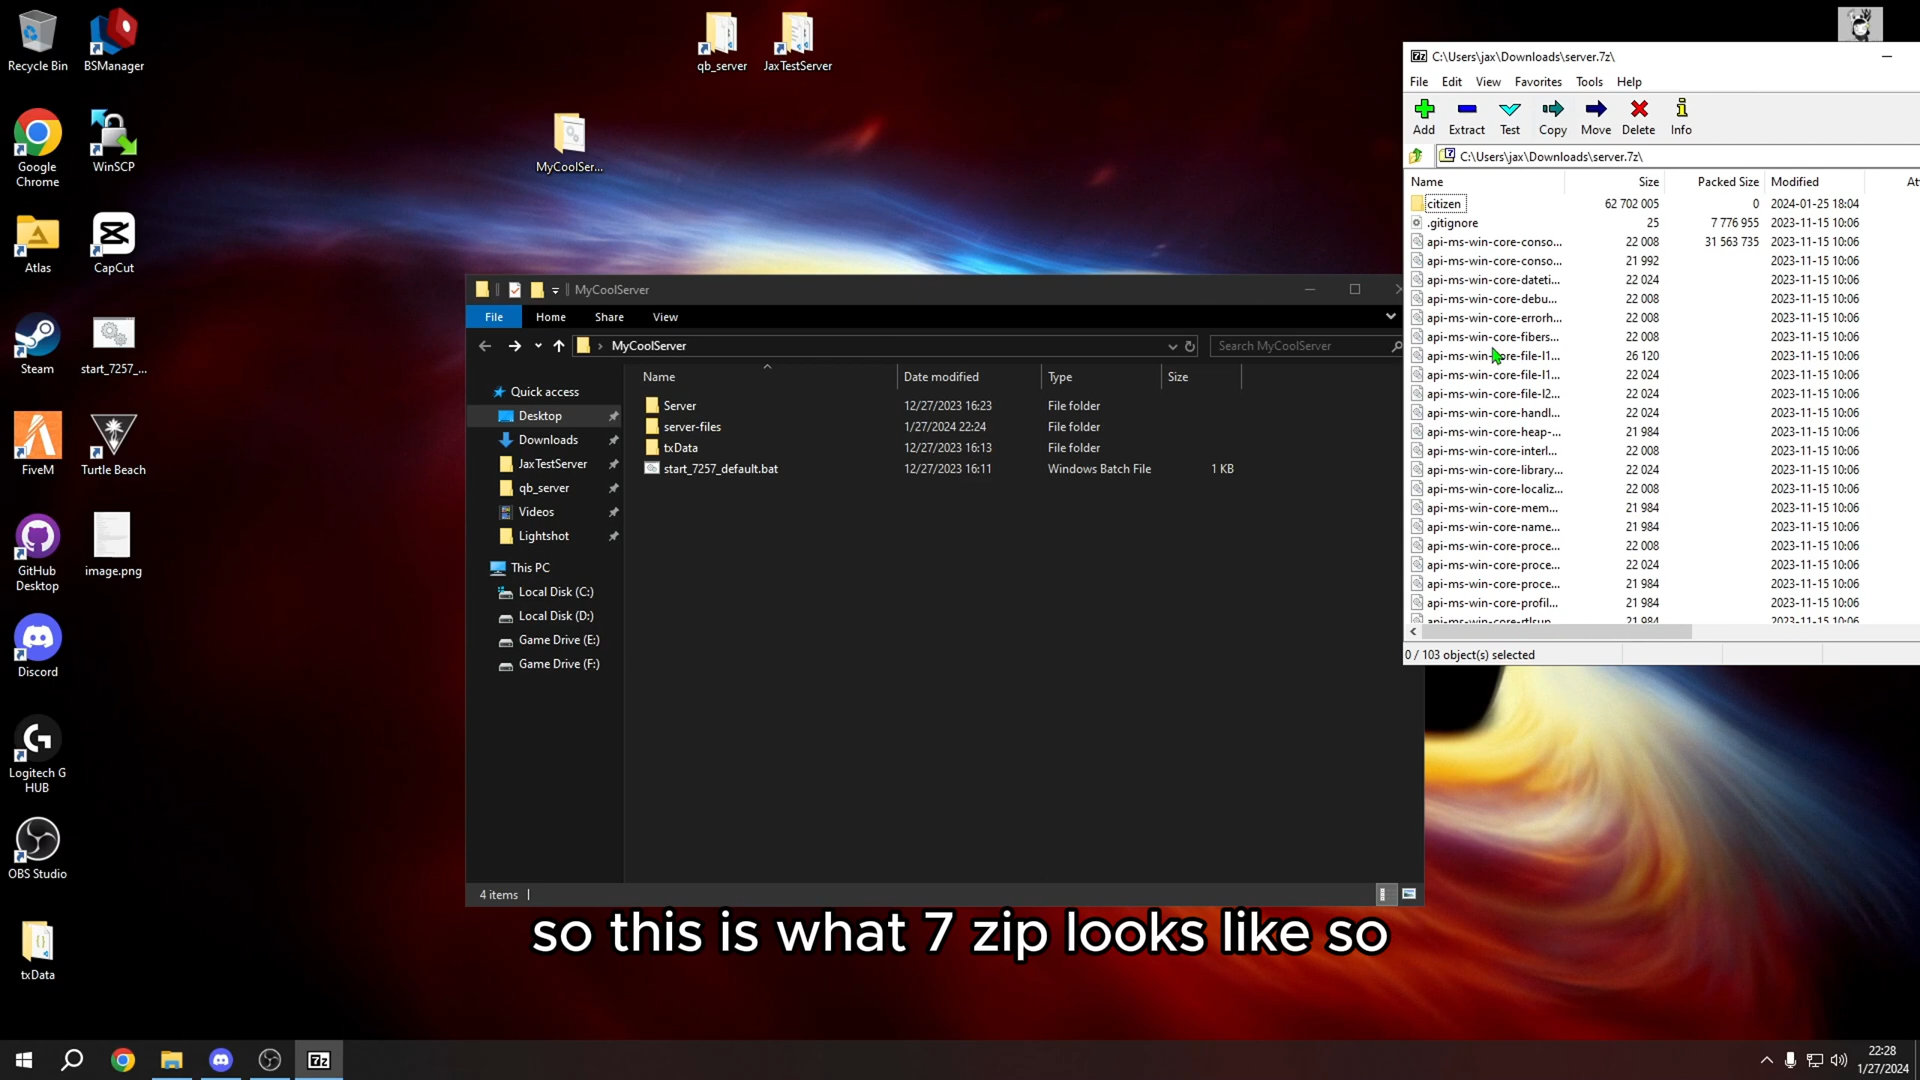 Recycle Bin
BSManager
Google
Chrome
WinSCP
Atlas
CapCut
Steam
start_7257_...
FiveM
Turtle Beach
GitHub
Desktop
image.png
Discord
Logitech G
HUB
OBS Studio
txData
qb_server
JaxTestServer
MyCoolSer...
MyCoolServer
File Home Share View
MyCoolServer
Search MyCoolServer
Quick access
Desktop
Downloads
JaxTestServer
qb_server
Videos
Lightshot
This PC
Local Disk (C:)
Local Disk (D:)
Game Drive (E:)
Game Drive (F:)
Name Date modified Type Size
Server 12/27/2023 16:23 File folder
server-files 1/27/2024 22:24 File folder
txData 12/27/2023 16:13 File folder
start_7257_default.bat 12/27/2023 16:11 Windows Batch File 1 KB
4 items
7z C:\Users\jax\Downloads\server.7z\
File Edit View Favorites Tools Help
Add Extract Test Copy Move Delete Info
C:\Users\jax\Downloads\server.7z\
Name Size Packed Size Modified At
citizen 62 702 005 0 2024-01-25 18:04
.gitignore 25 7 776 955 2023-11-15 10:06
api-ms-win-core-conso... 22 008 31 563 735 2023-11-15 10:06
api-ms-win-core-conso... 21 992 2023-11-15 10:06
api-ms-win-core-dateti... 22 024 2023-11-15 10:06
api-ms-win-core-debu... 22 008 2023-11-15 10:06
api-ms-win-core-errorh... 22 008 2023-11-15 10:06
api-ms-win-core-fibers... 22 008 2023-11-15 10:06
api-ms-win-core-file-l1... 26 120 2023-11-15 10:06
api-ms-win-core-file-l1... 22 024 2023-11-15 10:06
api-ms-win-core-file-l2... 22 024 2023-11-15 10:06
api-ms-win-core-handl... 22 024 2023-11-15 10:06
api-ms-win-core-heap-... 21 984 2023-11-15 10:06
api-ms-win-core-interl... 22 008 2023-11-15 10:06
api-ms-win-core-library... 22 024 2023-11-15 10:06
api-ms-win-core-localiz... 22 008 2023-11-15 10:06
api-ms-win-core-mem... 21 984 2023-11-15 10:06
api-ms-win-core-name... 21 984 2023-11-15 10:06
api-ms-win-core-proce... 22 008 2023-11-15 10:06
api-ms-win-core-proce... 22 024 2023-11-15 10:06
api-ms-win-core-proce... 21 984 2023-11-15 10:06
api-ms-win-core-profil... 21 984 2023-11-15 10:06
api-ms-win-core-rtlsup... 21 984 2023-11-15 10:06
0 / 103 object(s) selected
so this is what 7 zip looks like so
7z
22:28
1/27/2024